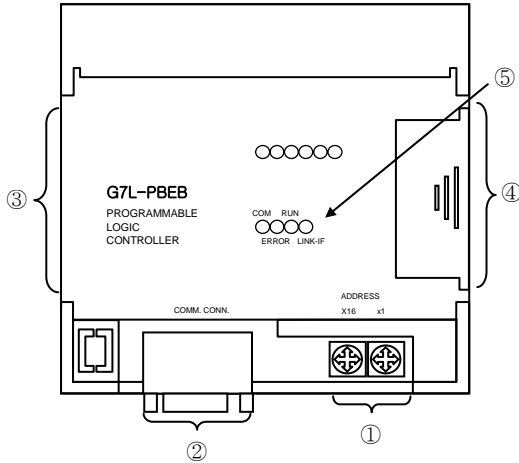 ⑤
③
④
G7L-PBEB
PROGRAMMABLE
LOGIC
CONTROLLER
COM RUN
ERROR LINK-IF
ADDRESS
COMM. CONN.
X16 x1
②
①